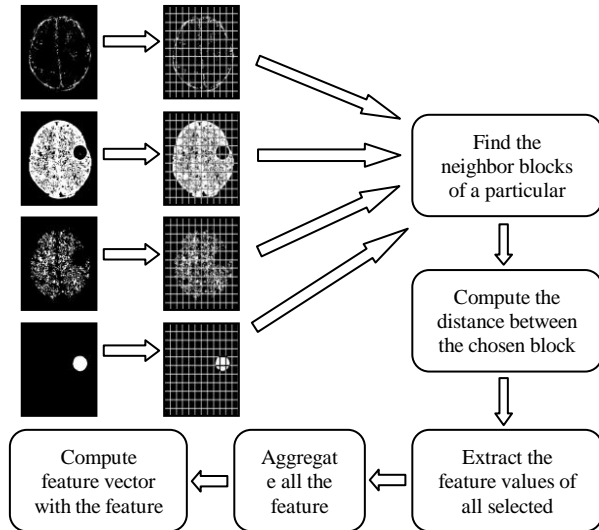 Find the
neighbor blocks
of a particular
Compute the
distance between
the chosen block
Extract the
feature values of
all selected
Aggregat
e all the
feature
Compute
feature vector
with the feature